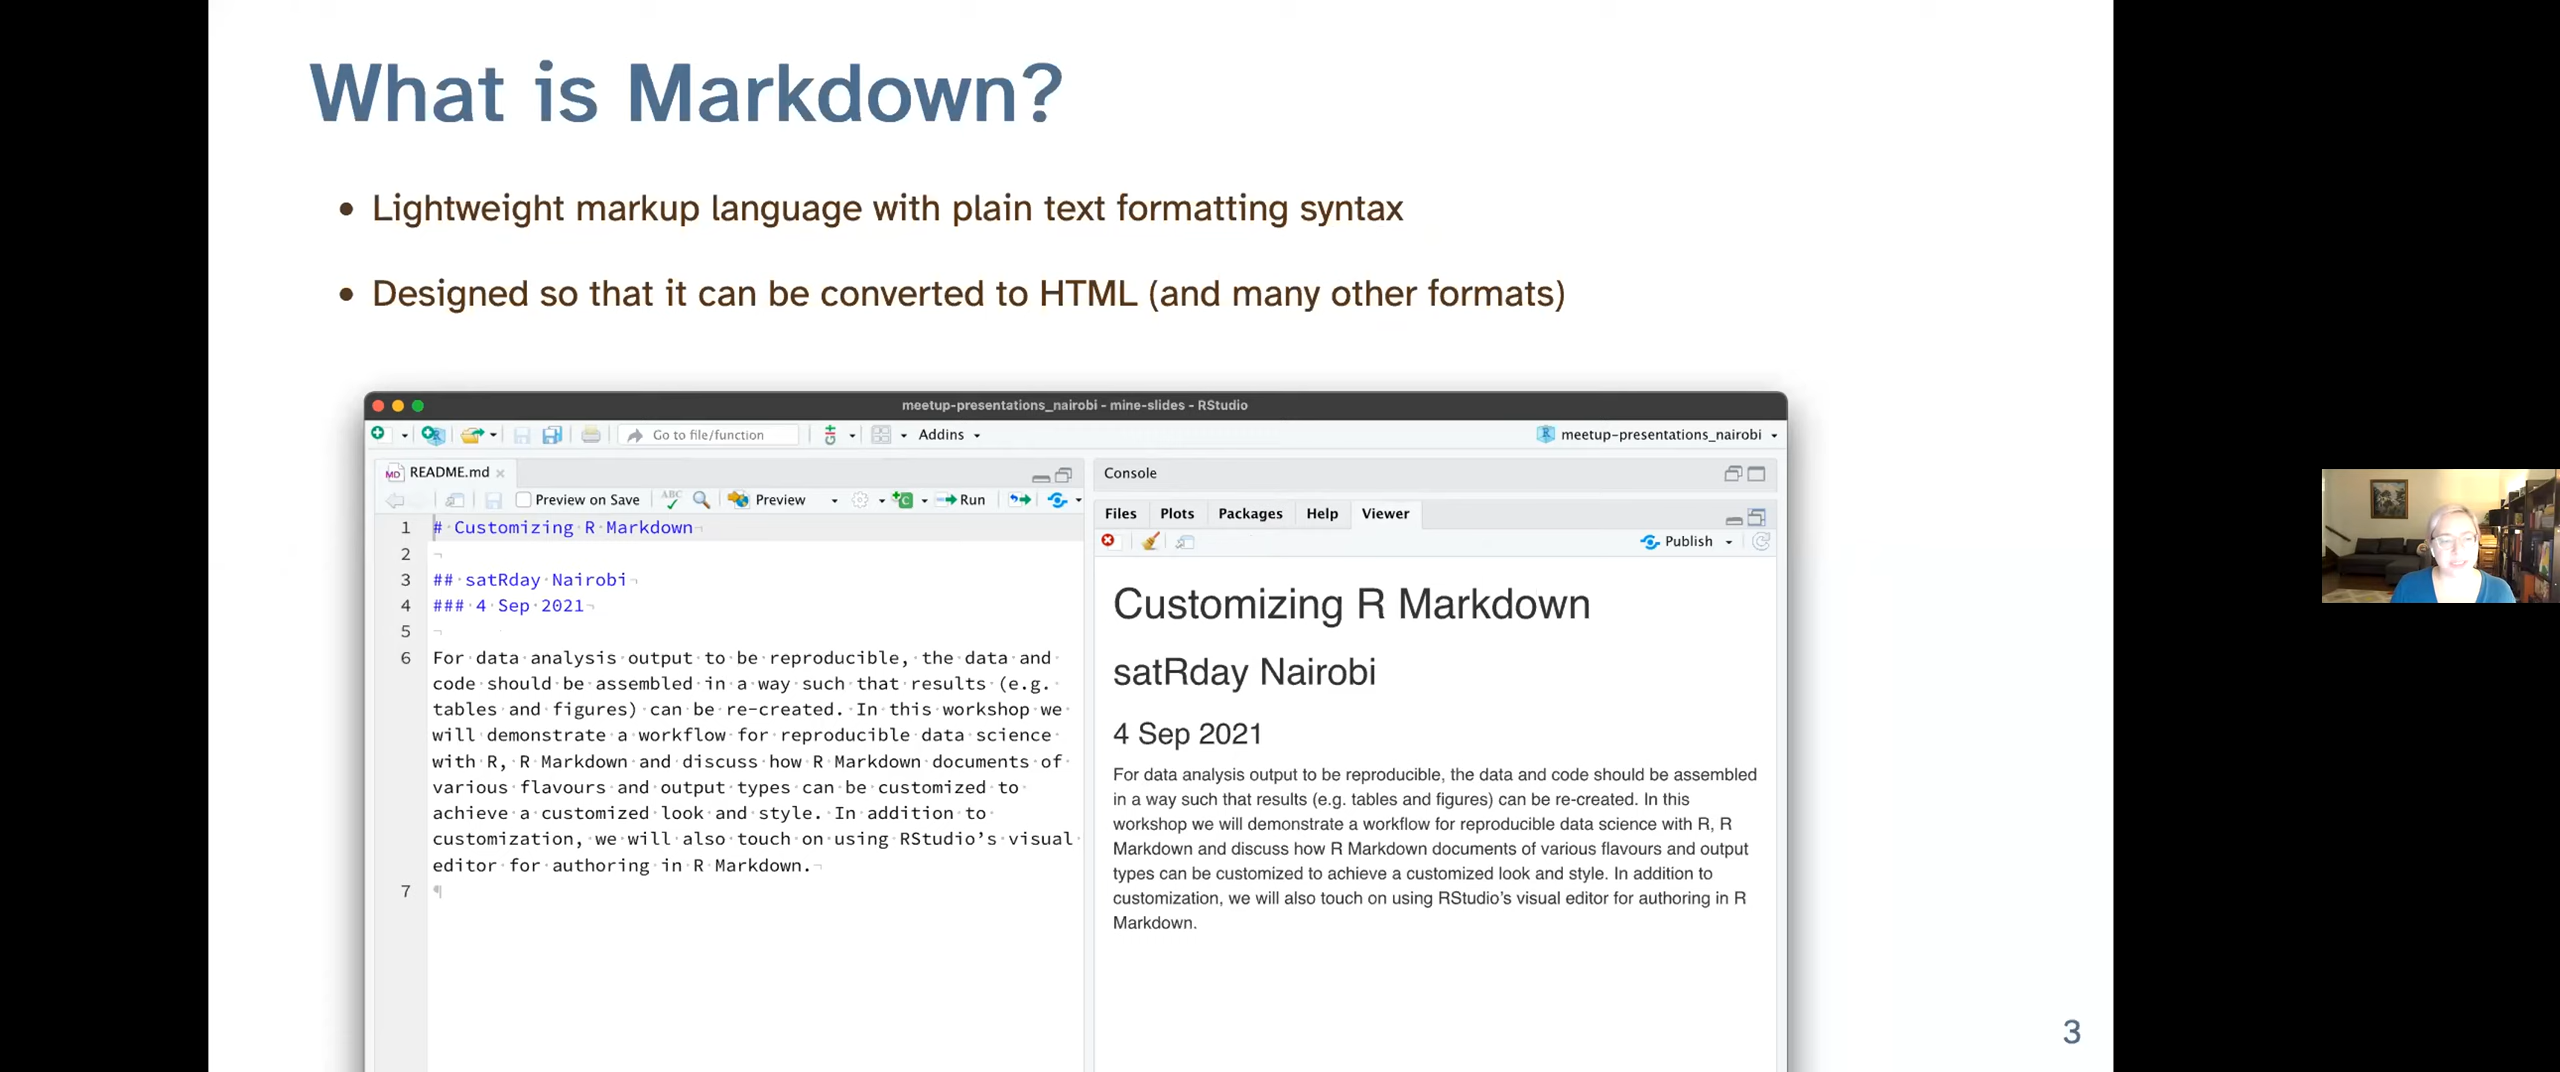 What is Markdown?
• Lightweight markup language with plain text formatting syntax
• Designed so that it can be converted to HTML (and many other formats)
meetup-presentations_nairobi - mine-slides - RStudio
Go to file/function
Addins
meetup-presentations_nairobi
MD README.md
Preview on Save
ABC
Preview
Run
1 # Customizing R Markdown
2
3 ## satRday Nairobi
4 ### 4 Sep 2021
5
6 For data analysis output to be reproducible, the data and
code should be assembled in a way such that results (e.g.
tables and figures) can be re-created. In this workshop we
will demonstrate a workflow for reproducible data science
with R, R Markdown and discuss how R Markdown documents of
various flavours and output types can be customized to
achieve a customized look and style. In addition to
customization, we will also touch on using RStudio’s visual
editor for authoring in R Markdown.
7
Console
Files Plots Packages Help Viewer
Publish
Customizing R Markdown
satRday Nairobi
4 Sep 2021
For data analysis output to be reproducible, the data and code should be assembled
in a way such that results (e.g. tables and figures) can be re-created. In this
workshop we will demonstrate a workflow for reproducible data science with R, R
Markdown and discuss how R Markdown documents of various flavours and output
types can be customized to achieve a customized look and style. In addition to
customization, we will also touch on using RStudio’s visual editor for authoring in R
Markdown.
3